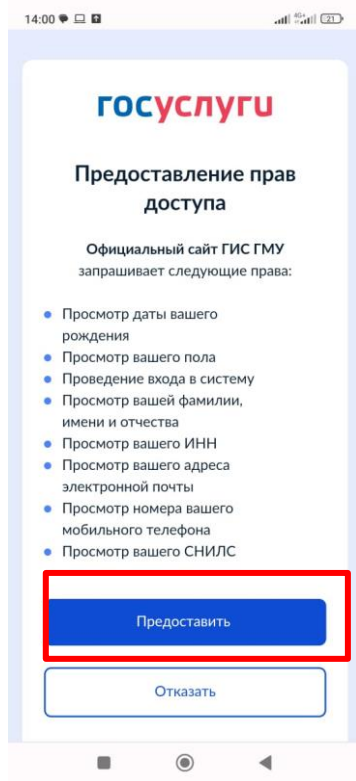 14:00
4G+
21
госуслуги
Предоставление прав
доступа
Официальный сайт ГИС ГМУ
запрашивает следующие права:
Просмотр даты вашего
рождения
Просмотр вашего пола
Проведение входа в систему
Просмотр вашей фамилии,
имени и отчества
Просмотр вашего ИНН
Просмотр вашего адреса
электронной почты
Просмотр номера вашего
мобильного телефона
Просмотр вашего СНИЛС
Предоставить
Отказать